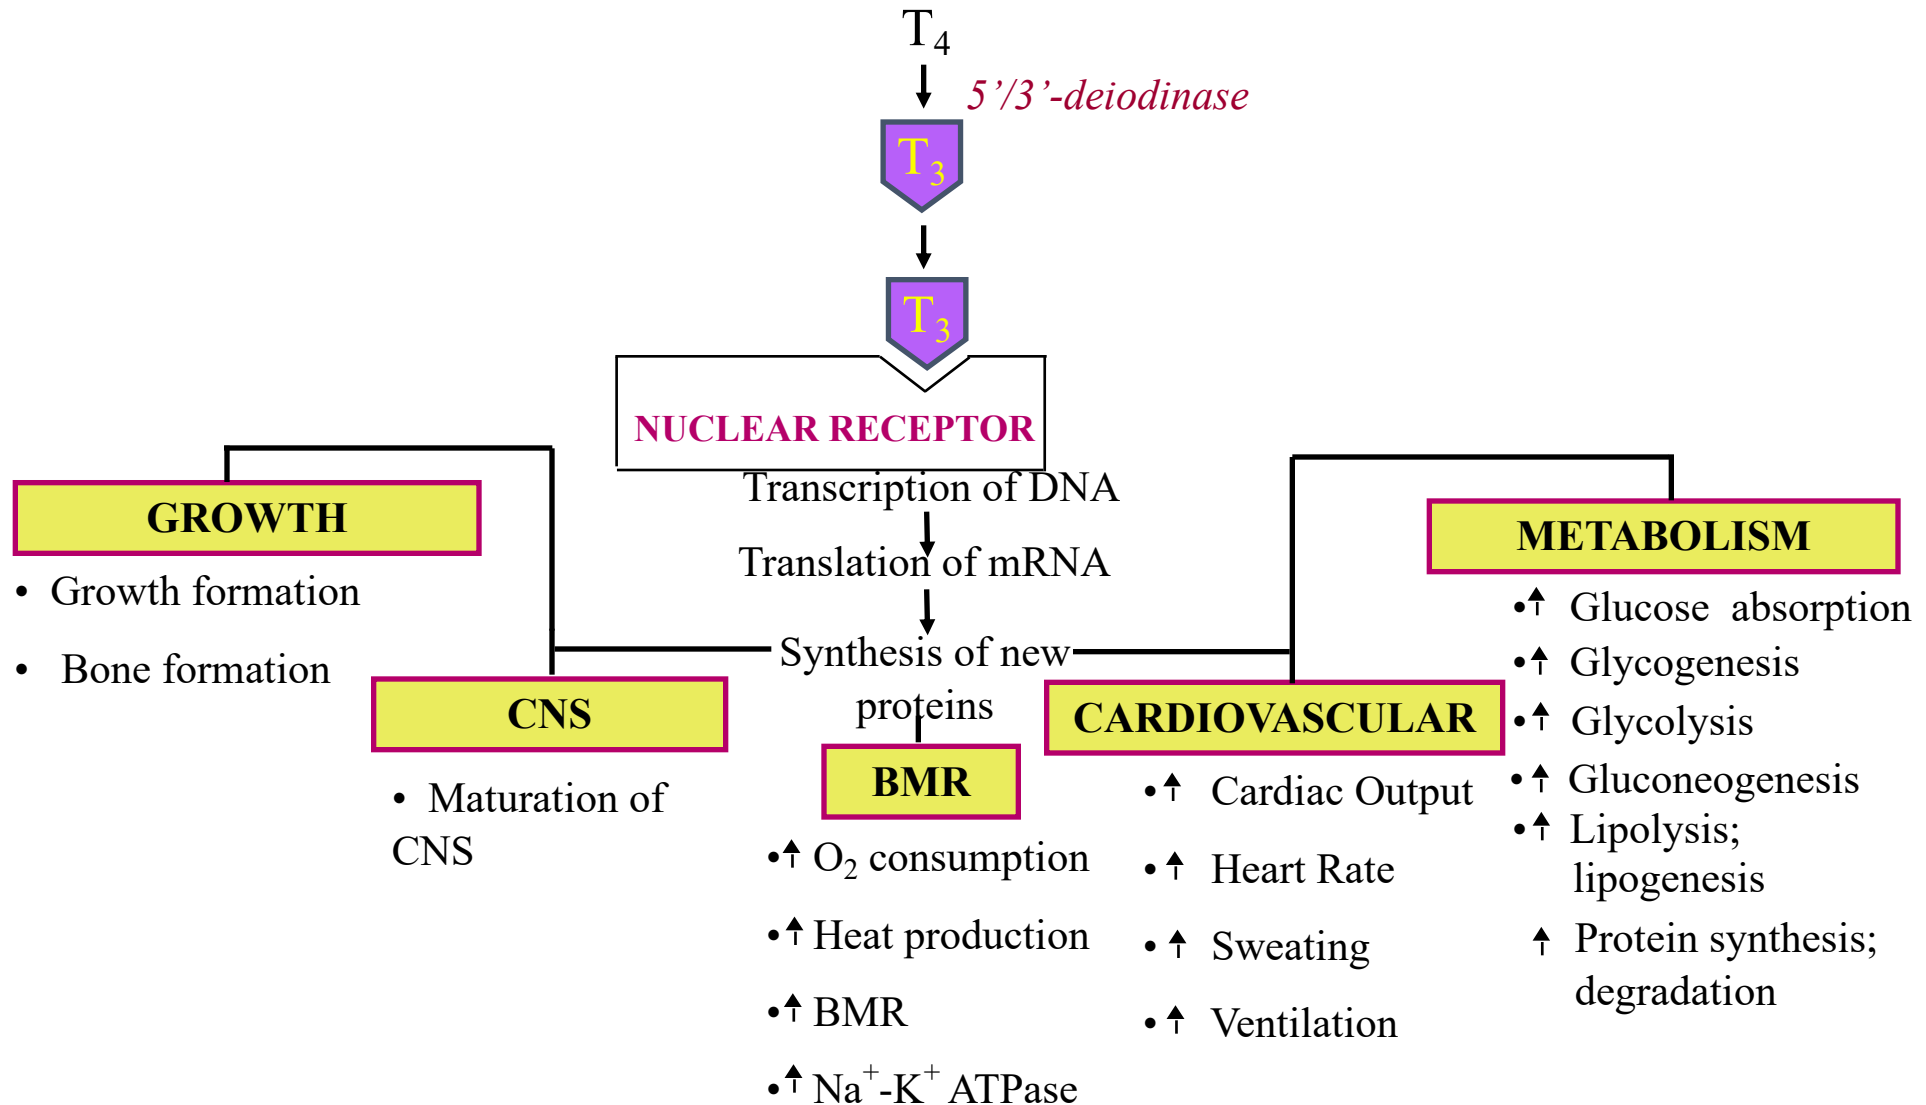 T₄
5’/3’-deiodinase
T₃
T₃
NUCLEAR RECEPTOR
Transcription of DNA
Translation of mRNA
Synthesis of new
proteins
GROWTH
• Growth formation
• Bone formation
CNS
• Maturation of
CNS
BMR
•↑ O₂ consumption
•↑ Heat production
•↑ BMR
•↑ Na⁺-K⁺ ATPase
CARDIOVASCULAR
•↑ Cardiac Output
•↑ Heart Rate
•↑ Sweating
•↑ Ventilation
METABOLISM
•↑ Glucose absorption
•↑ Glycogenesis
•↑ Glycolysis
•↑ Gluconeogenesis
•↑ Lipolysis;
lipogenesis
↑ Protein synthesis;
degradation